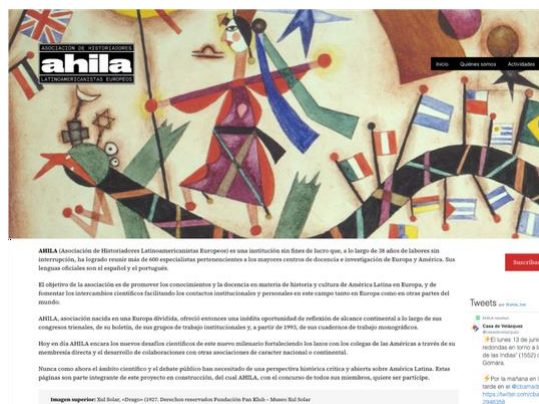 ASOCIACIÓN DE HISTORIADORES
ahila
LATINOAMERICANISTAS EUROPEOS
Inicio Quiénes somos Actividades
AHILA (Asociación de Historiadores Latinoamericanistas Europeos) es una institución sin fines de lucro que, a lo largo de 38 años de labores sin
interrupción, ha logrado reunir más de 600 especialistas pertenecientes a los mayores centros de docencia e investigación de Europa y América. Sus
lenguas oficiales son el español y el portugués.
El objetivo de la asociación es de promover los conocimientos y la docencia en materia de historia y cultura de América Latina en Europa, y de
fomentar los intercambios científicos facilitando los contactos institucionales y personales en este campo tanto en Europa como en otras partes del
mundo.
AHILA, asociación nacida en una Europa dividida, ofreció entonces una inédita oportunidad de reflexión de alcance continental a lo largo de sus
congresos trienales, de su boletín, de sus grupos de trabajo institucionales y, a partir de 1993, de sus cuadernos de trabajo monográficos.
Hoy en día AHILA encara los nuevos desafíos científicos de este nuevo milenario fortaleciendo los lazos con los colegas de las Américas a través de su
membresía directa y el desarrollo de colaboraciones con otras asociaciones de caracter nacional o continental.
Nunca como ahora el ámbito científico y el debate público han necesitado de una perspectiva histórica crítica y abierta sobre América Latina. Estas
páginas son parte integrante de este proyecto en construcción, del cual AHILA, con el concurso de todos sus miembros, quiere ser partícipe.
Imagen superior: Xul Solar, «Drago» (1927. Derechos reservados Fundación Pan Klub – Museo Xul Solar
Suscríba
Tweets
Casa de Velázquez
El lunes 13 de juni
redondas en torno a l
de las Indias" (1552) d
Gómara.
Por la mañana en l
tarde en el